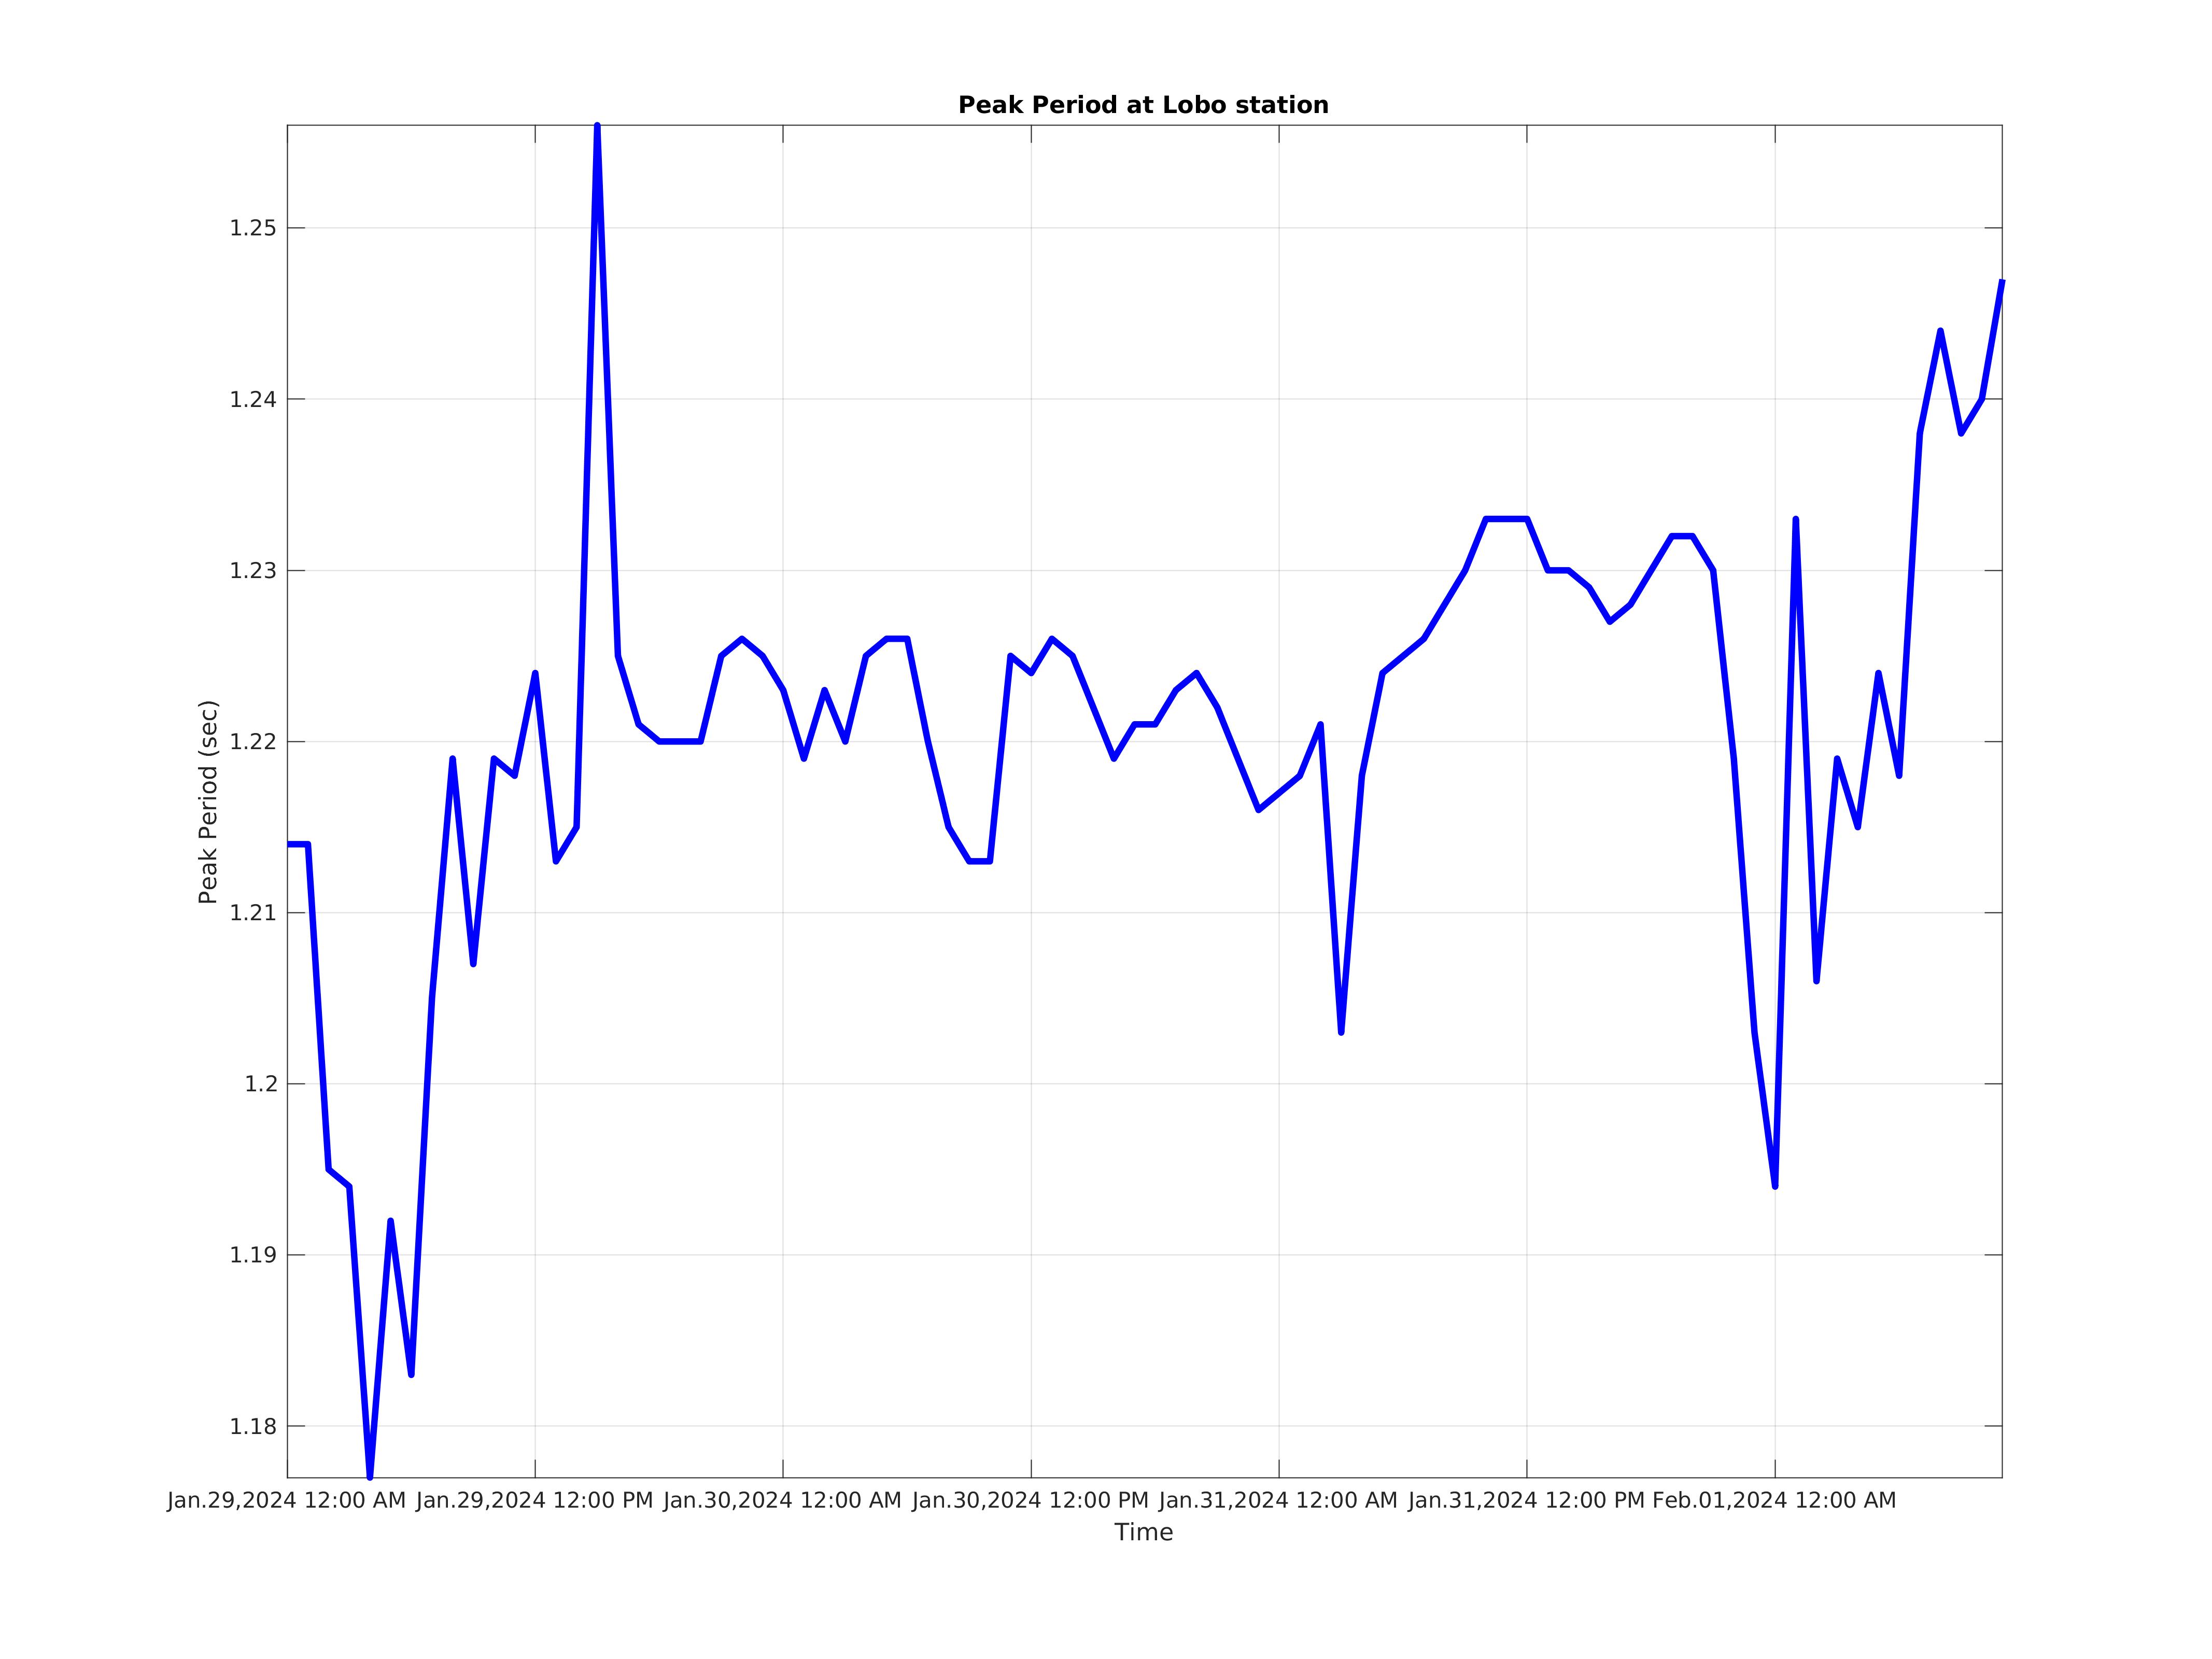 Peak Period at Lobo station
1.25
1.24
1.23
1.22
1.21
1.2
1.19
1.18
Peak Period (sec)
Jan.29,2024 12:00 AM Jan.29,2024 12:00 PM Jan.30,2024 12:00 AM Jan.30,2024 12:00 PM Jan.31,2024 12:00 AM Jan.31,2024 12:00 PM Feb.01,2024 12:00 AM
Time